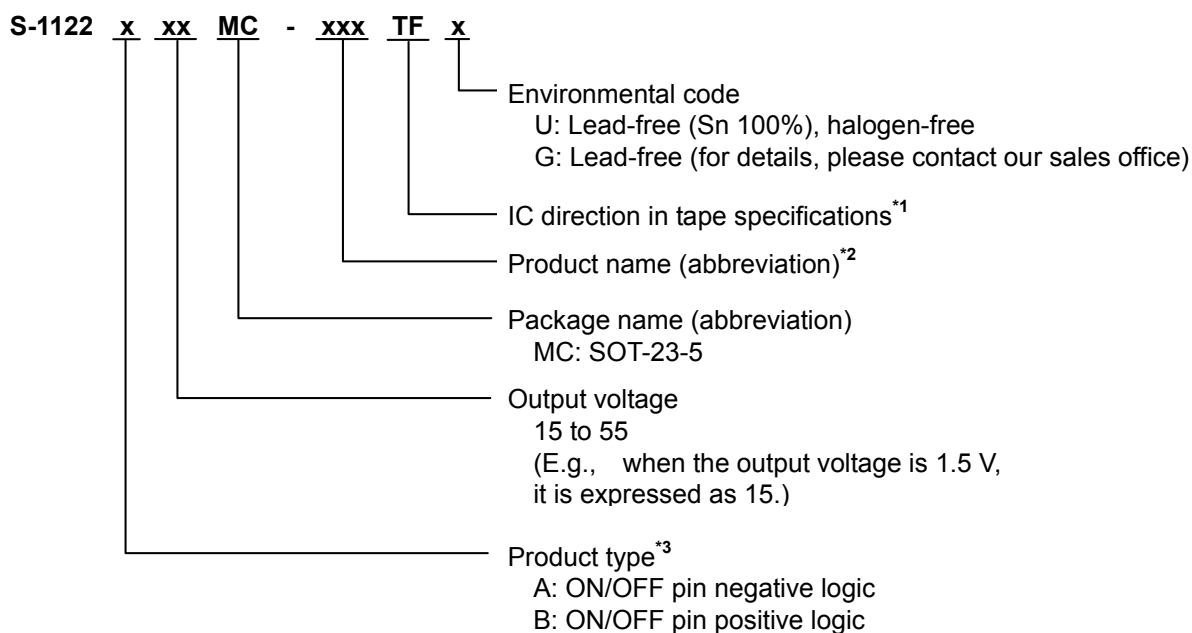 S-1122 x xx MC - xxx TF x
Environmental code
U: Lead-free (Sn 100%), halogen-free
G: Lead-free (for details, please contact our sales office)
IC direction in tape specifications*1
Product name (abbreviation)*2
Package name (abbreviation)
MC: SOT-23-5
Output voltage
15 to 55
(E.g., when the output voltage is 1.5 V,
it is expressed as 15.)
Product type*3
A: ON/OFF pin negative logic
B: ON/OFF pin positive logic